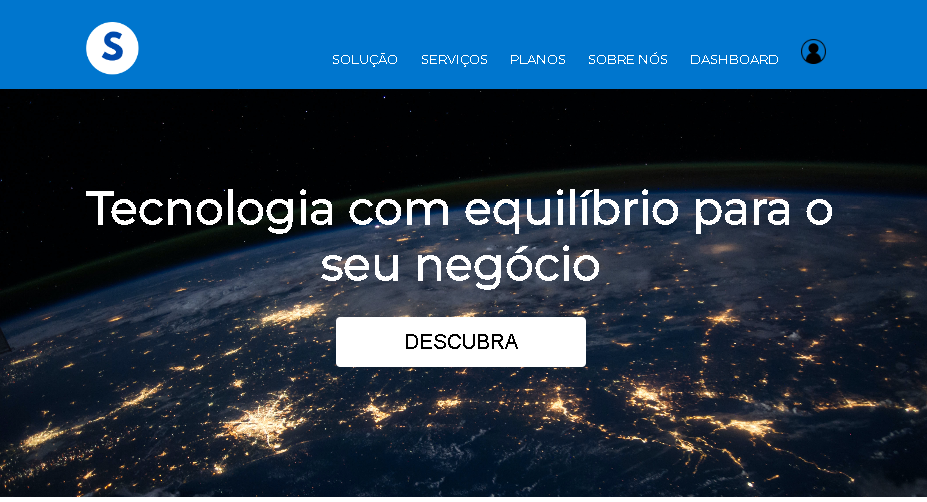 S
SOLUÇÃO SERVIÇOS PLANOS SOBRE NÓS DASHBOARD
Tecnologia com equilíbrio para o
seu negócio
DESCUBRA